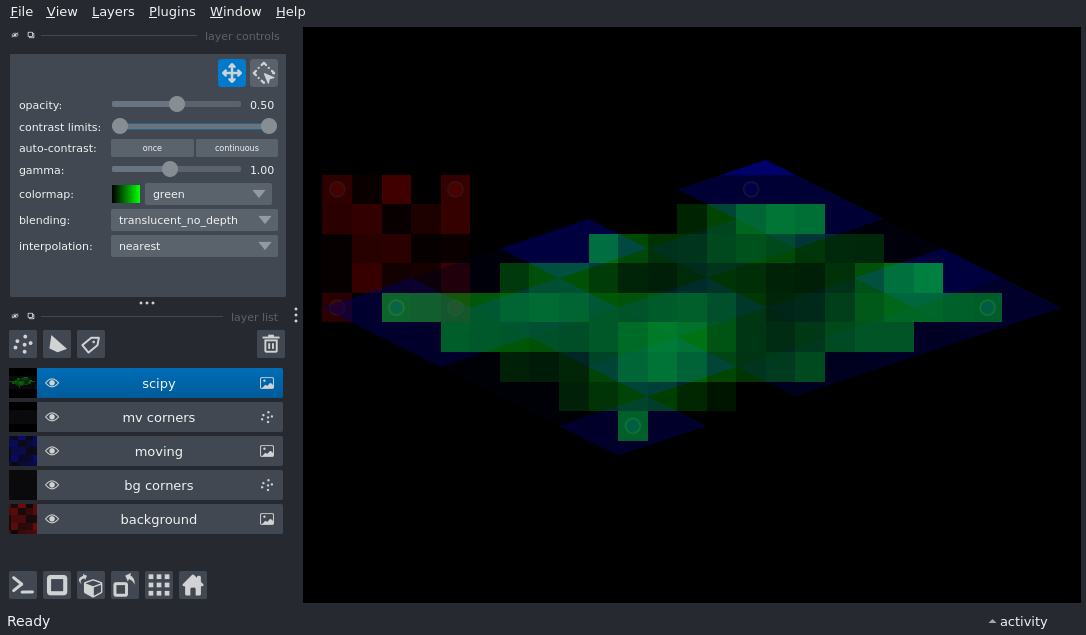 File View Layers Plugins Window Help
layer controls
opacity: 0.50
contrast limits:
auto-contrast: once continuous
gamma: 1.00
colormap: green
blending: translucent_no_depth
interpolation: nearest
layer list
scipy
mv corners
moving
bg corners
background
Ready activity